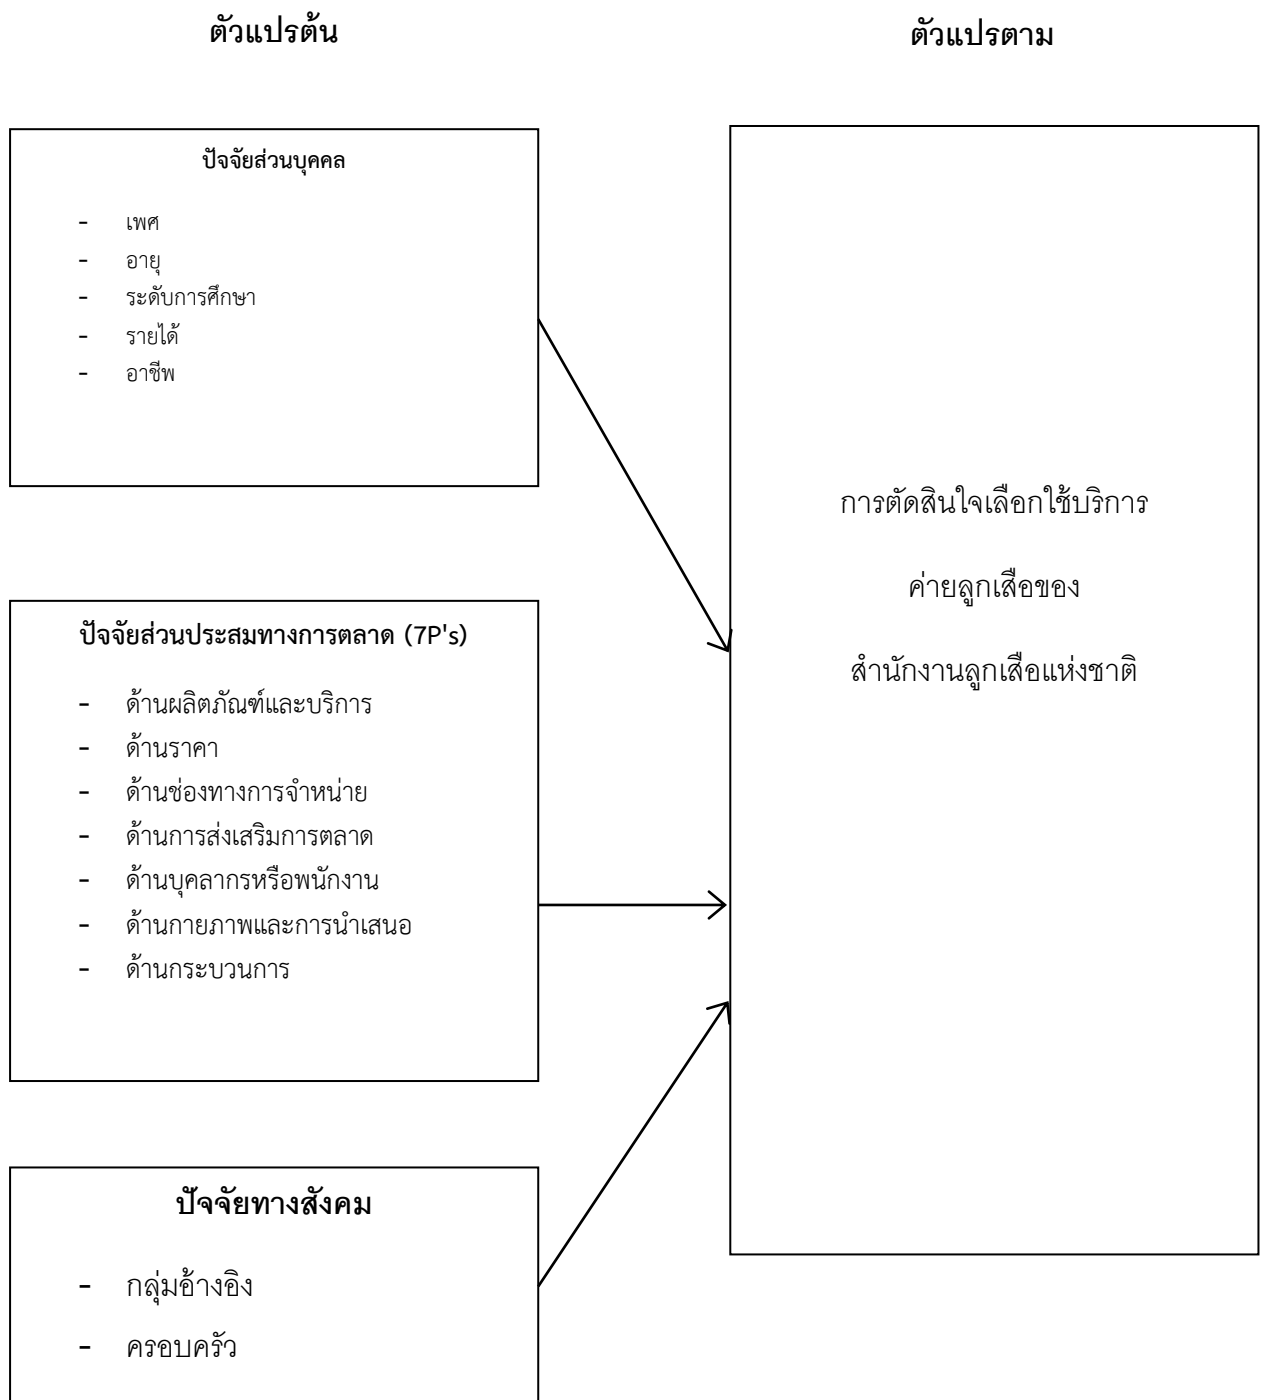 ตัวแปรต้น
ตัวแปรตาม
ปัจจัยส่วนบุคคล
- เพศ
- อายุ
- ระดับการศึกษา
- รายได้
- อาชีพ
ปัจจัยส่วนประสมทางการตลาด (7P's)
- ด้านผลิตภัณฑ์และบริการ
- ด้านราคา
- ด้านช่องทางการจำหน่าย
- ด้านการส่งเสริมการตลาด
- ด้านบุคลากรหรือพนักงาน
- ด้านกายภาพและการนำเสนอ
- ด้านกระบวนการ
ปัจจัยทางสังคม
- กลุ่มอ้างอิง
- ครอบครัว
การตัดสินใจเลือกใช้บริการ
ค่ายลูกเสือของ
สำนักงานลูกเสือแห่งชาติ